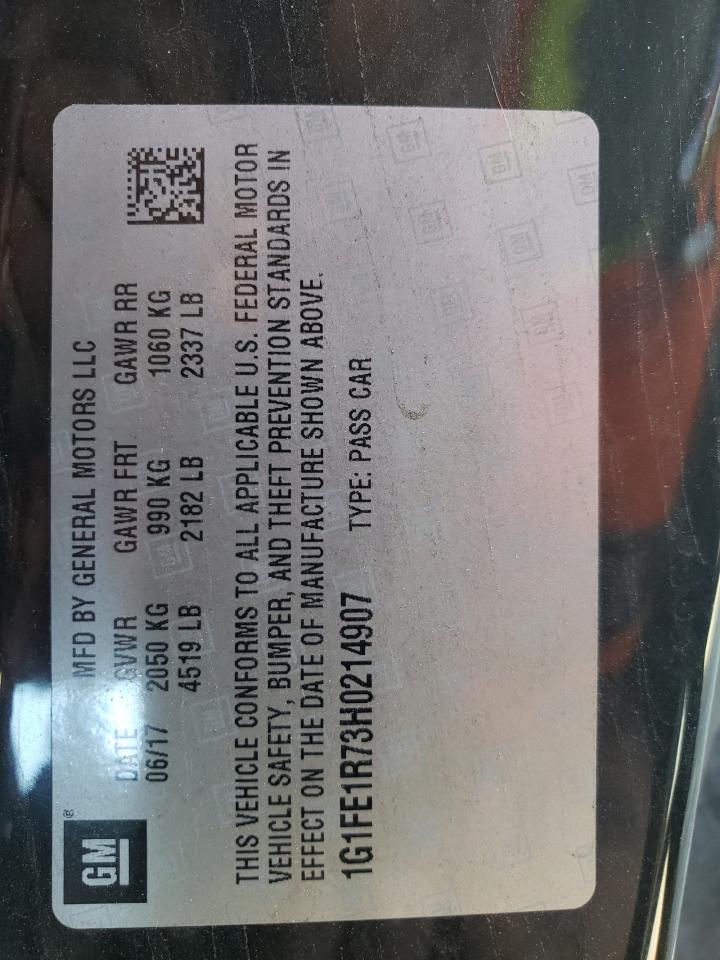 GM®
MFD BY GENERAL MOTORS LLC
DATE GVWR GAWR FRT GAWR RR
06/17 2050 KG 990 KG 1060 KG
4519 LB 2182 LB 2337 LB
THIS VEHICLE CONFORMS TO ALL APPLICABLE U.S. FEDERAL MOTOR
VEHICLE SAFETY, BUMPER, AND THEFT PREVENTION STANDARDS IN
EFFECT ON THE DATE OF MANUFACTURE SHOWN ABOVE.
1G1FE1R73H0214907 TYPE: PASS CAR